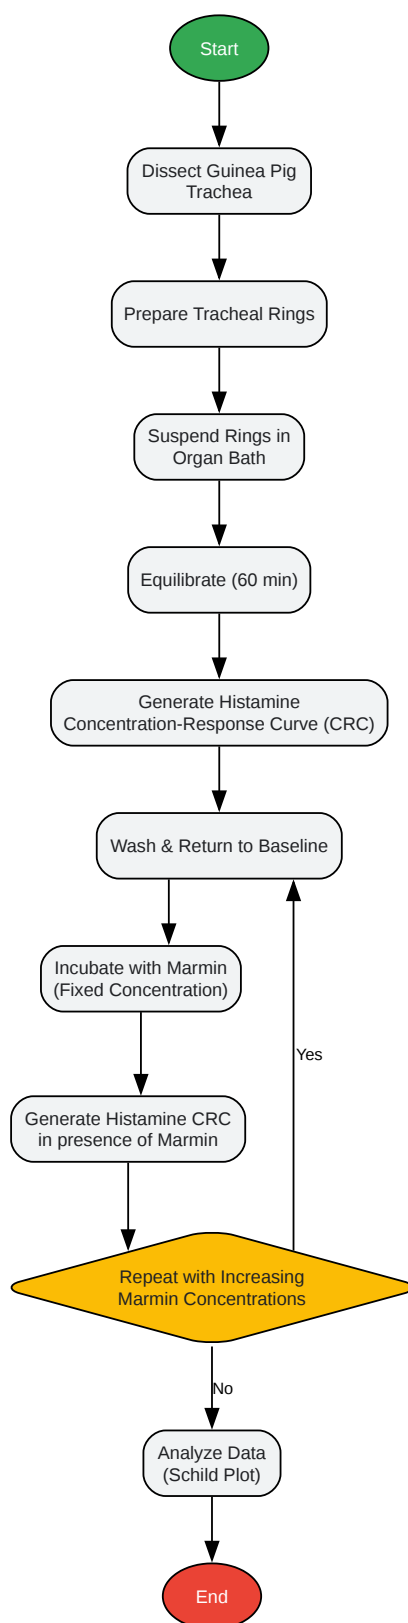 Start
Dissect Guinea Pig
Trachea
Prepare Tracheal Rings
Suspend Rings in
Organ Bath
Equilibrate (60 min)
Generate Histamine
Concentration-Response Curve (CRC)
Wash & Return to Baseline
Incubate with Marmin
(Fixed Concentration)
Yes
Generate Histamine CRC
in presence of Marmin
Repeat with Increasing
Marmin Concentrations
No
Analyze Data
(Schild Plot)
End